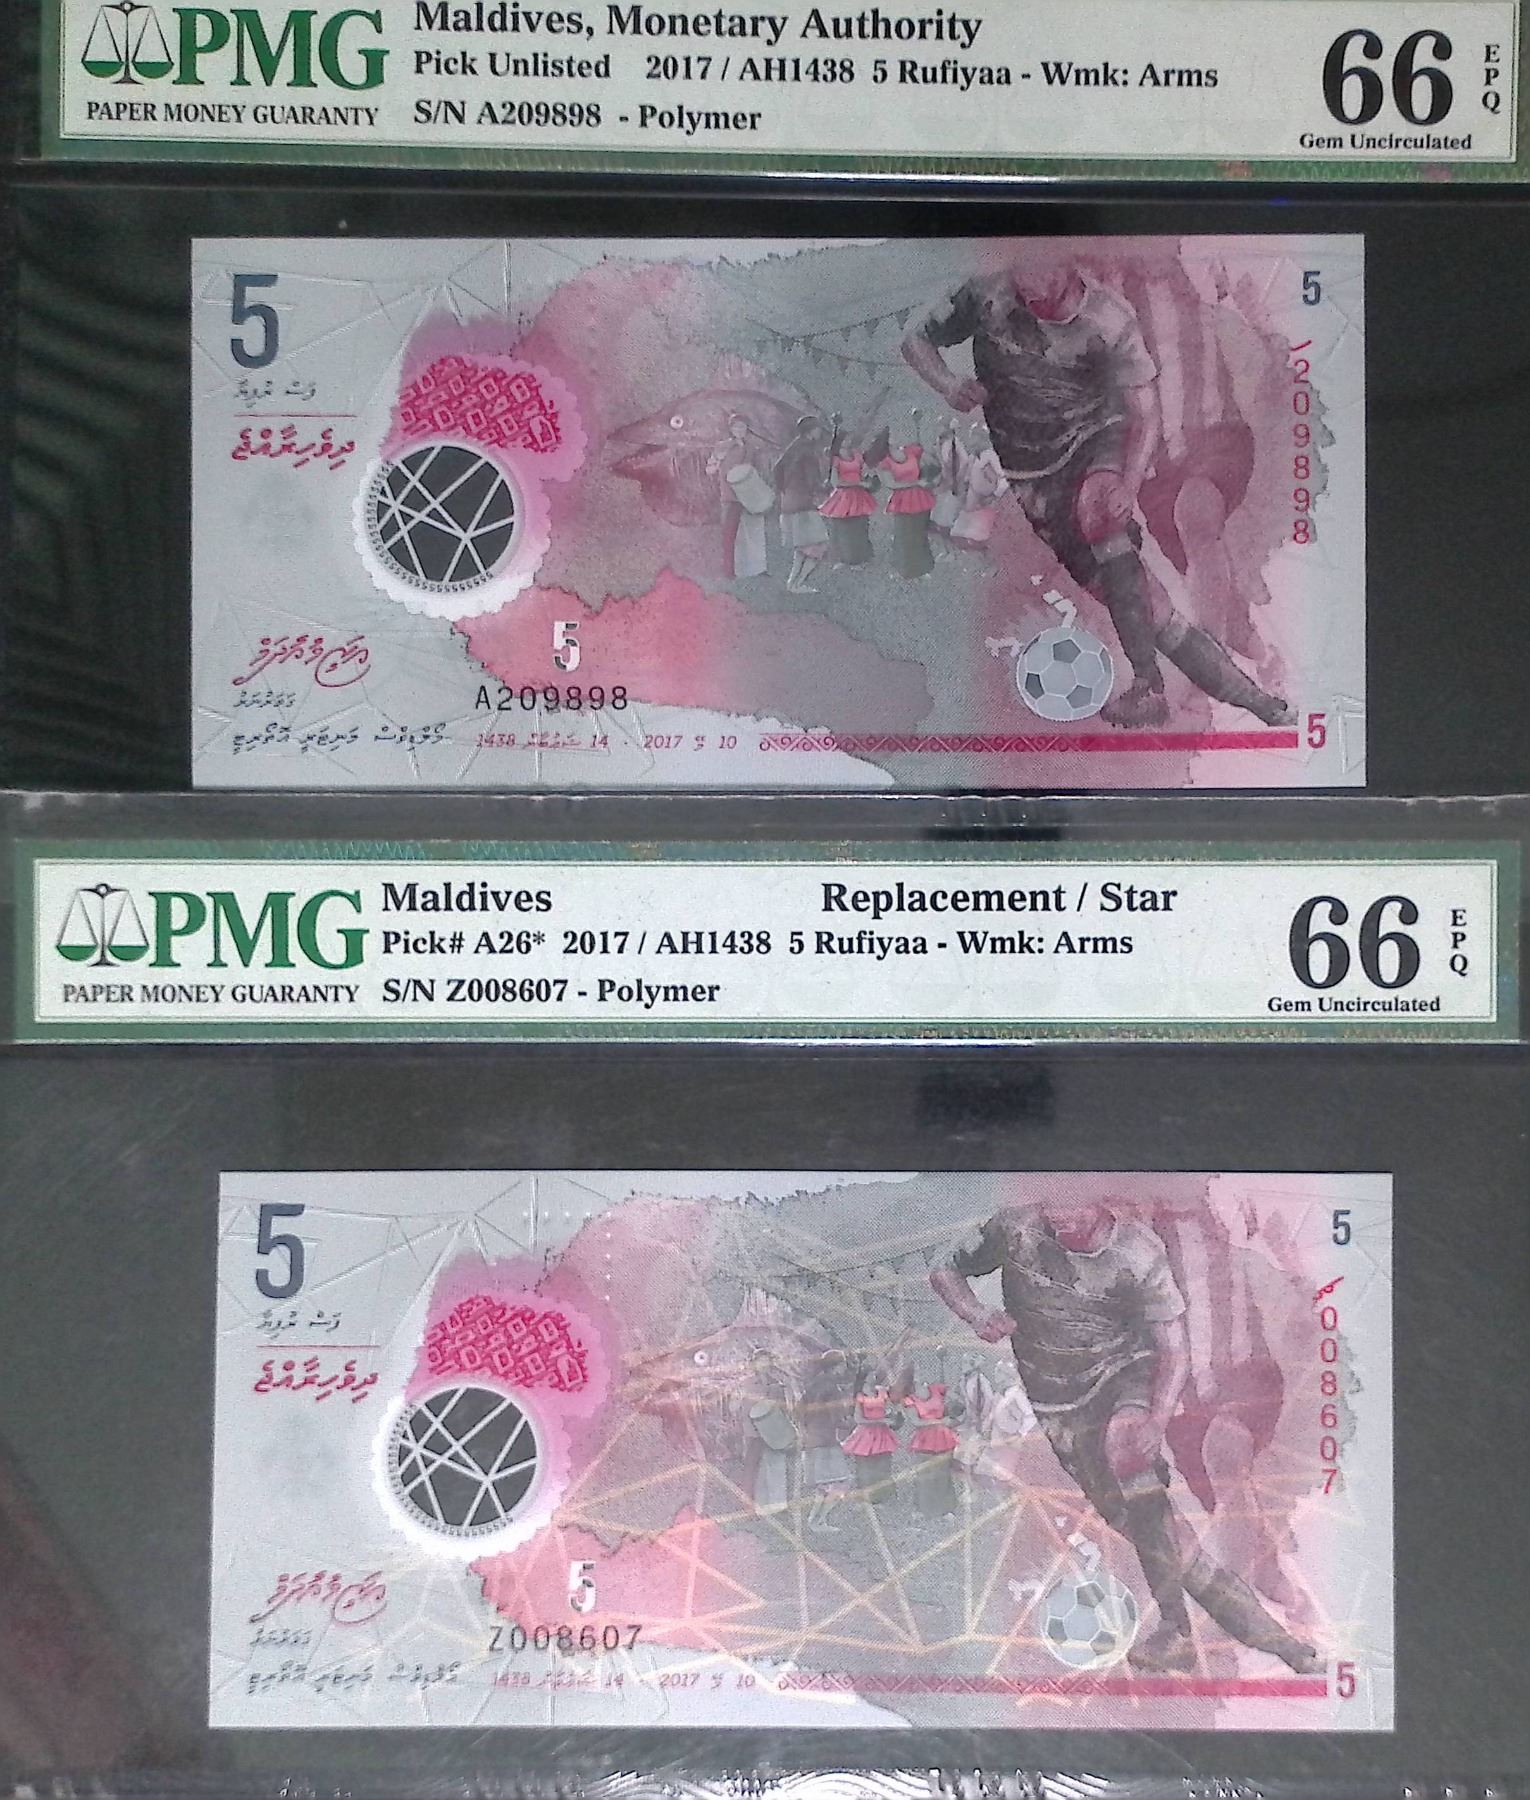 PMG
PAPER MONEY GUARANTY
Maldives, Monetary Authority
Pick Unlisted 2017 / AH1438 5 Rufiyaa - Wmk: Arms
S/N A209898 - Polymer
66
EPQ
Gem Uncirculated
5
5
ފަސް ރުފިޔާ
ދިވެހިރާއްޖެ
209898
5
A209898
ގަވަރުނަރު
މޯލްޑިވްސް މަނިޓަރީ އޮތޯރިޓީ
1438 ޝަޢުބާން 14 - 2017 މެއި 10
5
PMG
PAPER MONEY GUARANTY
Maldives Replacement / Star
Pick# A26* 2017 / AH1438 5 Rufiyaa - Wmk: Arms
S/N Z008607 - Polymer
66
EPQ
Gem Uncirculated
5
5
ފަސް ރުފިޔާ
ދިވެހިރާއްޖެ
008607
5
Z008607
ގަވަރުނަރު
މޯލްޑިވްސް މަނިޓަރީ އޮތޯރިޓީ
1438 ޝަޢުބާން 14 - 2017 މެއި 10
5